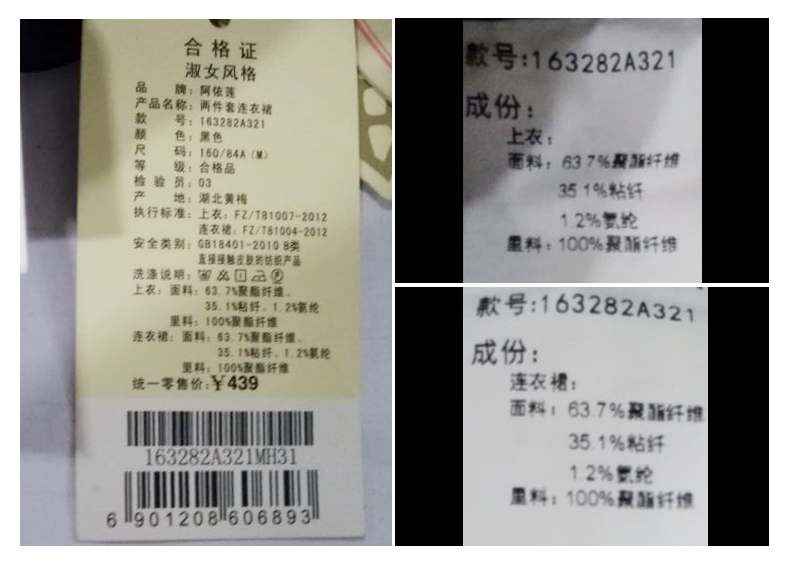 合格证
淑女风格
品 牌：阿依莲
产品名称：两件套连衣裙
款 号：163282A321
颜 色：黑色
尺 码：160/84A（M）
等 级：合格品
检 验 员：03
产 地：湖北黄梅
执行标准：上衣：FZ/T81007-2012
连衣裙：FZ/T81004-2012
安全类别：GB18401-2010 B类
直接接触皮肤的纺织产品
洗涤说明：
上衣：面料：63.7%聚酯纤维、
35.1%粘纤、1.2%氨纶
里料：100%聚酯纤维
连衣裙：面料：63.7%聚酯纤维、
35.1%粘纤、1.2%氨纶
里料：100%聚酯纤维
统一零售价：￥439
163282A321MH31
6 901208 606893
款号:163282A321
成份：
上衣：
面料：63.7%聚酯纤维
35.1%粘纤
1.2%氨纶
里料：100%聚酯纤维
款号:163282A321
成份：
连衣裙：
面料：63.7%聚酯纤维
35.1%粘纤
1.2%氨纶
里料：100%聚酯纤维